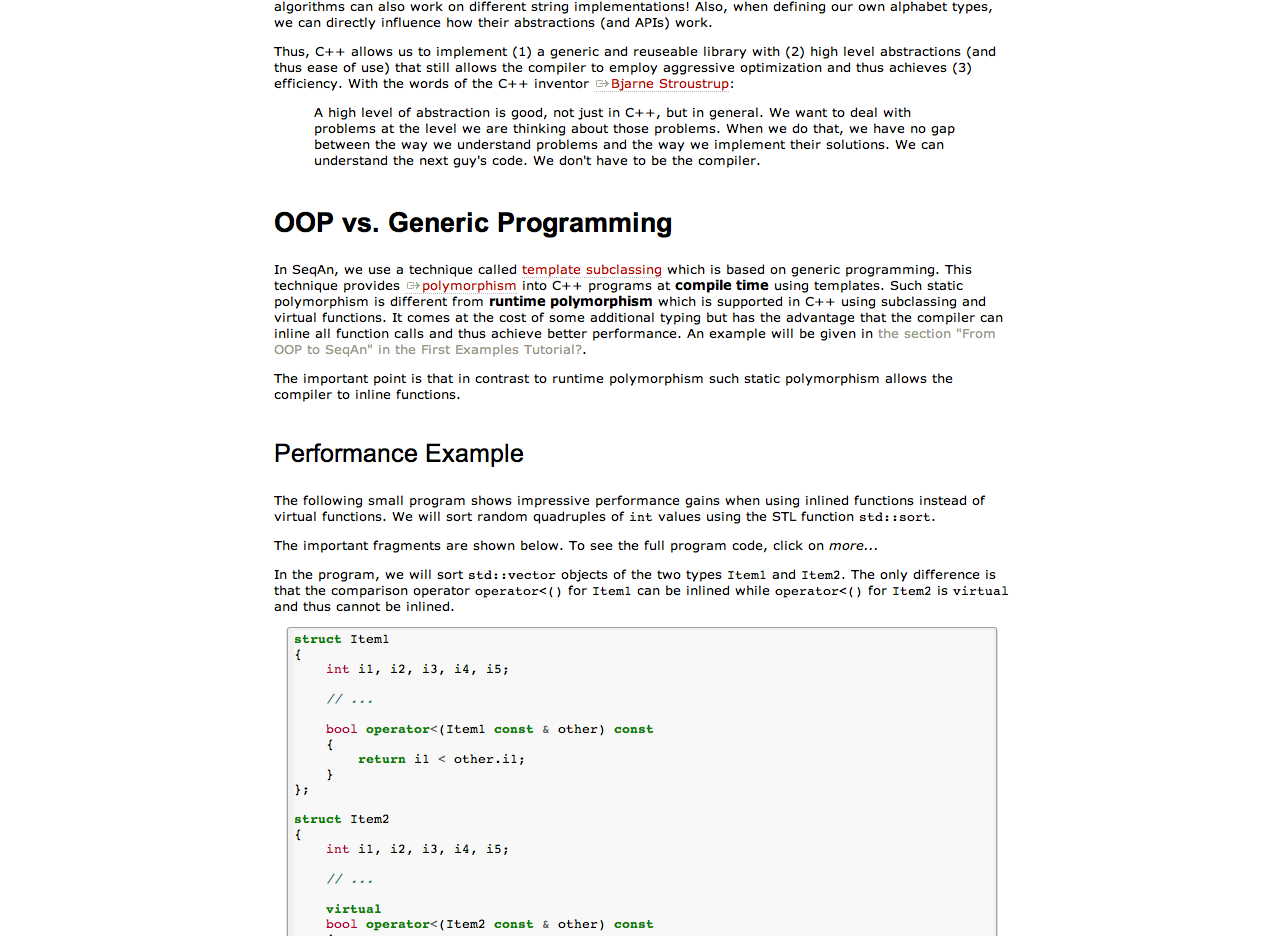 algorithms can also work on different string implementations! Also, when defining our own alphabet types,
we can directly influence how their abstractions (and APIs) work.
Thus, C++ allows us to implement (1) a generic and reuseable library with (2) high level abstractions (and
thus ease of use) that still allows the compiler to employ aggressive optimization and thus achieves (3)
efficiency. With the words of the C++ inventor Bjarne Stroustrup:
A high level of abstraction is good, not just in C++, but in general. We want to deal with
problems at the level we are thinking about those problems. When we do that, we have no gap
between the way we understand problems and the way we implement their solutions. We can
understand the next guy's code. We don't have to be the compiler.
OOP vs. Generic Programming
In SeqAn, we use a technique called template subclassing which is based on generic programming. This
technique provides polymorphism into C++ programs at compile time using templates. Such static
polymorphism is different from runtime polymorphism which is supported in C++ using subclassing and
virtual functions. It comes at the cost of some additional typing but has the advantage that the compiler can
inline all function calls and thus achieve better performance. An example will be given in the section "From
OOP to SeqAn" in the First Examples Tutorial?.
The important point is that in contrast to runtime polymorphism such static polymorphism allows the
compiler to inline functions.
Performance Example
The following small program shows impressive performance gains when using inlined functions instead of
virtual functions. We will sort random quadruples of int values using the STL function std::sort.
The important fragments are shown below. To see the full program code, click on more...
In the program, we will sort std::vector objects of the two types Item1 and Item2. The only difference is
that the comparison operator operator<() for Item1 can be inlined while operator<() for Item2 is virtual
and thus cannot be inlined.
struct Item1
{
    int i1, i2, i3, i4, i5;
    // ...
    bool operator<(Item1 const & other) const
    {
        return i1 < other.i1;
    }
};
struct Item2
{
    int i1, i2, i3, i4, i5;
    // ...
    virtual
    bool operator<(Item2 const & other) const